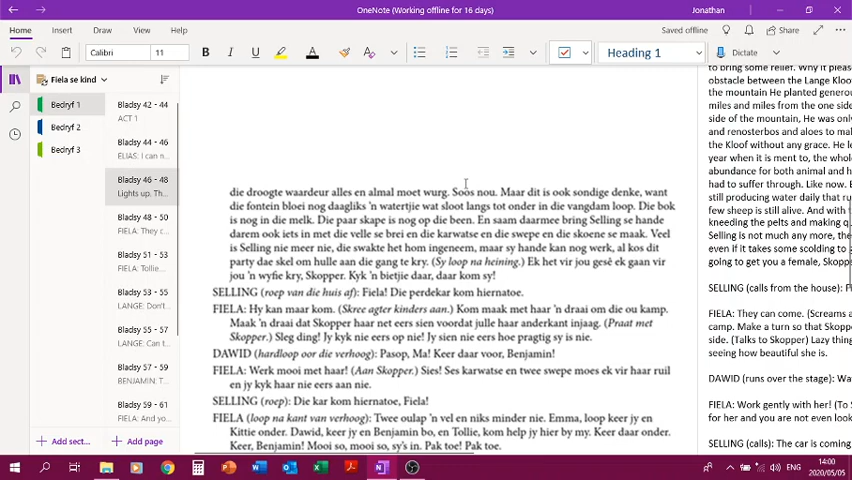 OneNote (Working offline for 16 days)
Jonathan
Home Insert Draw View Help
Saved offline Share
Calibri 11 B I U A Heading 1 Dictate
Fiela se kind
Bedryf 1
Bedryf 2
Bedryf 3
Bladsy 42 - 44
ACT 1
Bladsy 44 - 46
ELIAS: I can n...
Bladsy 46 - 48
Lights up. Th...
Bladsy 48 - 50
FIELA: They c...
Bladsy 51 - 53
FIELA: Tollie...
Bladsy 53 - 55
LANGE: Don't...
Bladsy 55 - 57
LANGE: Can t...
Bladsy 57 - 59
BENJAMIN: T...
Bladsy 59 - 61
FIELA: And yo...
Add sect...
Add page
die droogte waardeur alles en almal moet wurg. Soos nou. Maar dit is ook sondige denke, want
die fontein bloei nog daagliks 'n watertjie wat sloot langs tot onder in die vangdam loop. Die bok
is nog in die melk. Die paar skape is nog op die been. En saam daarmee bring Selling se hande
darem ook iets in met die velle se brei en die karwatse en die swepe en die skoene se maak. Veel
is Selling nie meer nie, die swakte het hom ingeneem, maar sy hande kan nog werk, al kos dit
party dae skel om hulle aan die gang te kry. (Sy loop na heining.) Ek het vir jou gesê ek gaan vir
jou 'n wyfie kry, Skopper. Kyk 'n bietjie daar, daar kom sy!
SELLING (roep van die huis af): Fiela! Die perdekar kom hiernatoe.
FIELA: Hy kan maar kom. (Skree agter kinders aan.) Kom maak met haar 'n draai om die ou kamp.
Maak 'n draai dat Skopper haar net eers sien voordat julle haar anderkant injaag. (Praat met
Skopper.) Sleg ding! Jy kyk nie eers op nie! Jy sien nie eers hoe pragtig sy is nie.
DAWID (hardloop oor die verhoog): Pasop, Ma! Keer daar voor, Benjamin!
FIELA: Werk mooi met haar! (Aan Skopper.) Sies! Ses karwatse en twee swepe moes ek vir haar ruil
en jy kyk haar nie eers aan nie.
SELLING (roep): Die kar kom hiernatoe, Fiela!
FIELA (loop na kant van verhoog): Twee oulap 'n vel en niks minder nie. Emma, loop keer jy en
Kittie onder. Dawid, keer jy en Benjamin bo, en Tollie, kom help jy hier by my. Keer daar onder.
Keer, Benjamin! Mooi so, mooi so, sy's in. Pak toe! Pak toe.
to bring some relief. Why it please
obstacle between the Lange Kloof
the mountain He planted genero
miles and miles from the one side
side of the mountain, He was only
and renosterbos and aloes to mak
the Kloof without any grace. He le
year when it ment to, the whole
abundance for both animal and h
had to suffer through. Like now. B
still producing water daily that ru
few sheep is still alive. And with t
kneeding the pelts and making q
Selling is not much any more, the
even if it takes some scolding to g
going to get you a female, Skoppe
SELLING (calls from the house): F
FIELA: They can come. (Screams a
camp. Make a turn so that Skoppe
side. (Talks to Skopper) Lazy thing
seeing how beautiful she is.
DAWID (runs over the stage): Wa
FIELA: Work gently with her! (To S
for her and you are not even look
SELLING (calls): The car is coming
ENG
14:00
2020/05/05